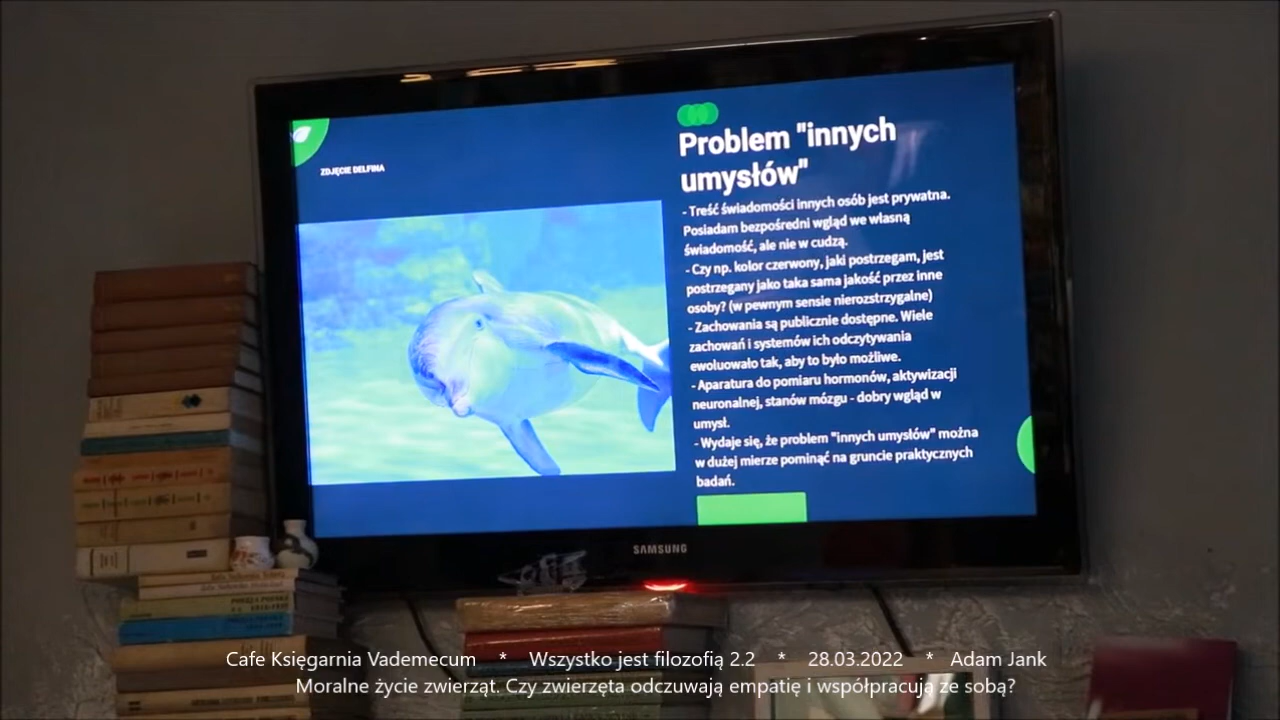 ZDJĘCIE DELFINA
Problem "innych
umysłów"
- Treść świadomości innych osób jest prywatna.
Posiadam bezpośredni wgląd we własną
świadomość, ale nie w cudzą.
- Czy np. kolor czerwony, jaki postrzegam, jest
postrzegany jako taka sama jakość przez inne
osoby? (w pewnym sensie nierozstrzygalne)
- Zachowania są publicznie dostępne. Wiele
zachowań i systemów ich odczytywania
ewoluowało tak, aby to było możliwe.
- Aparatura do pomiaru hormonów, aktywizacji
neuronalnej, stanów mózgu - dobry wgląd w
umysł.
- Wydaje się, że problem "innych umysłów" można
w dużej mierze pominąć na gruncie praktycznych
badań.
SAMSUNG
Cafe Księgarnia Vademecum * Wszystko jest filozofią 2.2 * 28.03.2022 * Adam Jank
Moralne życie zwierząt. Czy zwierzęta odczuwają empatię i współpracują ze sobą?